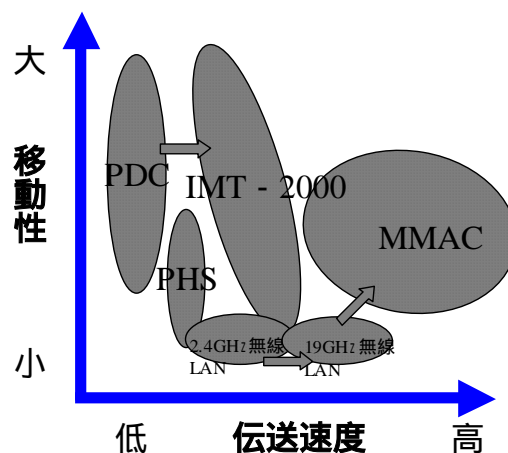 大
移動性
小
PDC
IMT - 2000
PHS
MMAC
2.4GHz無線
LAN
19GHz無線
LAN
低
伝送速度
高